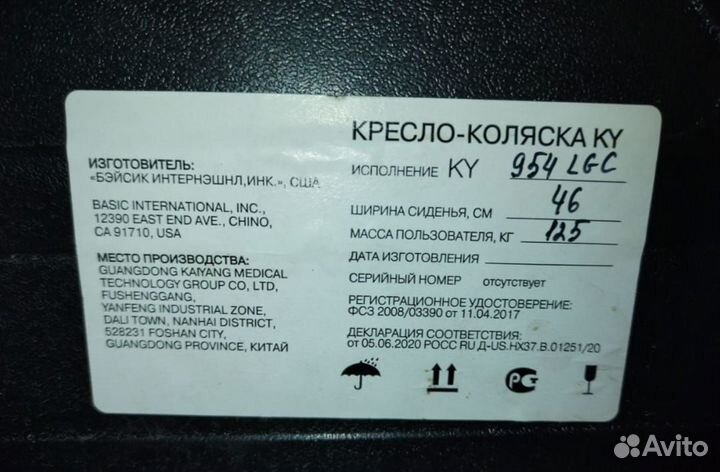 КРЕСЛО-КОЛЯСКА KY
ИЗГОТОВИТЕЛЬ:
«БЭЙСИК ИНТЕРНЭШНЛ,ИНК.», США
BASIC INTERNATIONAL, INC.,
12390 EAST END AVE., CHINO,
CA 91710, USA
МЕСТО ПРОИЗВОДСТВА:
GUANGDONG KAIYANG MEDICAL
TECHNOLOGY GROUP CO, LTD,
FUSHENGGANG,
YANFENG INDUSTRIAL ZONE,
DALI TOWN, NANHAI DISTRICT,
528231 FOSHAN CITY,
GUANGDONG PROVINCE, КИТАЙ
ИСПОЛНЕНИЕ KY 954 LGC
ШИРИНА СИДЕНЬЯ, СМ 46
МАССА ПОЛЬЗОВАТЕЛЯ, КГ 125
ДАТА ИЗГОТОВЛЕНИЯ
СЕРИЙНЫЙ НОМЕР отсутствует
РЕГИСТРАЦИОННОЕ УДОСТОВЕРЕНИЕ:
ФСЗ 2008/03390 от 11.04.2017
ДЕКЛАРАЦИЯ СООТВЕТСТВИЯ:
от 05.06.2020 РОСС RU Д-US.HX37.B.01251/20
РСТ
Avito